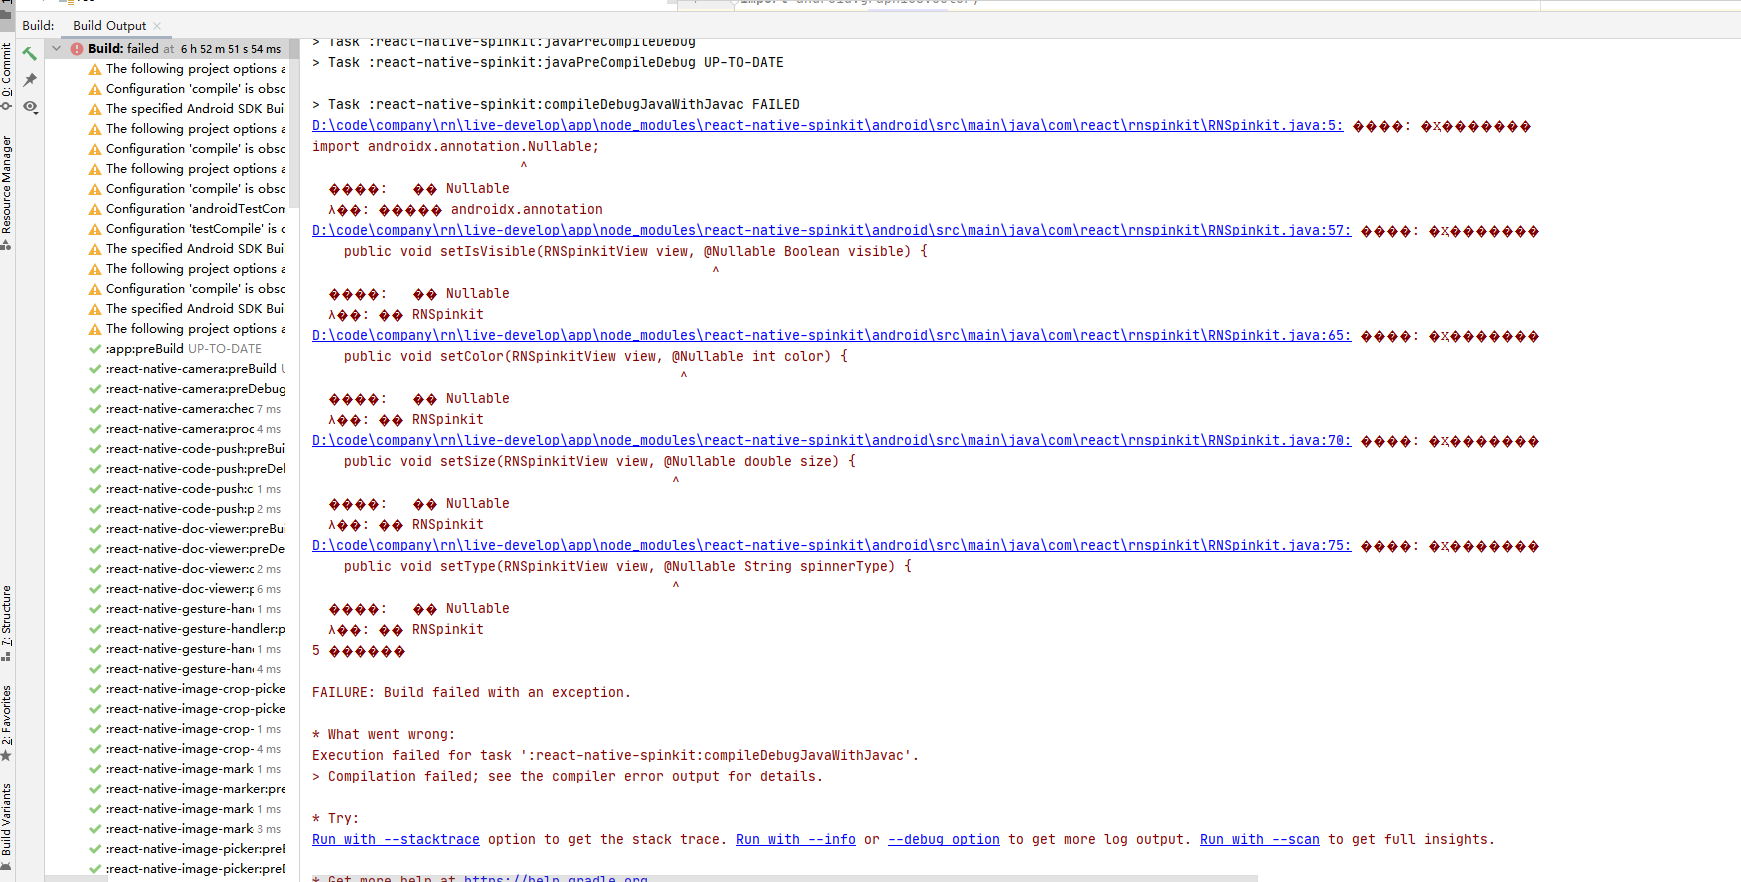 Build: Build Output
Build: failed at 6 h 52 m 51 s 54 ms
The following project options a
Configuration 'compile' is obsc
The specified Android SDK Bui
The following project options a
Configuration 'compile' is obsc
The following project options a
Configuration 'compile' is obsc
Configuration 'androidTestCom
Configuration 'testCompile' is c
The specified Android SDK Bui
The following project options a
Configuration 'compile' is obsc
The specified Android SDK Bui
The following project options a
:app:preBuild UP-TO-DATE
:react-native-camera:preBuild
:react-native-camera:preDebug
:react-native-camera:chec 7 ms
:react-native-camera:proc 4 ms
:react-native-code-push:preBui
:react-native-code-push:preDel
:react-native-code-push:c 1 ms
:react-native-code-push:p 2 ms
:react-native-doc-viewer:preBui
:react-native-doc-viewer:preDe
:react-native-doc-viewer:c 2 ms
:react-native-doc-viewer:p 6 ms
:react-native-gesture-han 1 ms
:react-native-gesture-handler:p
:react-native-gesture-han 1 ms
:react-native-gesture-han 4 ms
:react-native-image-crop-picke
:react-native-image-crop-picke
:react-native-image-crop- 1 ms
:react-native-image-crop- 4 ms
:react-native-image-mark 1 ms
:react-native-image-marker:pre
:react-native-image-mark 1 ms
:react-native-image-mark 3 ms
:react-native-image-picker:preB
:react-native-image-picker:preD
> Task :react-native-spinkit:javaPreCompileDebug
> Task :react-native-spinkit:javaPreCompileDebug UP-TO-DATE
> Task :react-native-spinkit:compileDebugJavaWithJavac FAILED
D:\code\company\rn\live-develop\app\node_modules\react-native-spinkit\android\src\main\java\com\react\rnspinkit\RNSpinkit.java:5: ����: �Ҳ�������
import androidx.annotation.Nullable;
^
����:   �� Nullable
λ��: ����� androidx.annotation
D:\code\company\rn\live-develop\app\node_modules\react-native-spinkit\android\src\main\java\com\react\rnspinkit\RNSpinkit.java:57: ����: �Ҳ�������
public void setIsVisible(RNSpinkitView view, @Nullable Boolean visible) {
^
����:   �� Nullable
λ��: �� RNSpinkit
D:\code\company\rn\live-develop\app\node_modules\react-native-spinkit\android\src\main\java\com\react\rnspinkit\RNSpinkit.java:65: ����: �Ҳ�������
public void setColor(RNSpinkitView view, @Nullable int color) {
^
����:   �� Nullable
λ��: �� RNSpinkit
D:\code\company\rn\live-develop\app\node_modules\react-native-spinkit\android\src\main\java\com\react\rnspinkit\RNSpinkit.java:70: ����: �Ҳ�������
public void setSize(RNSpinkitView view, @Nullable double size) {
^
����:   �� Nullable
λ��: �� RNSpinkit
D:\code\company\rn\live-develop\app\node_modules\react-native-spinkit\android\src\main\java\com\react\rnspinkit\RNSpinkit.java:75: ����: �Ҳ�������
public void setType(RNSpinkitView view, @Nullable String spinnerType) {
^
����:   �� Nullable
λ��: �� RNSpinkit
5 ������
FAILURE: Build failed with an exception.
* What went wrong:
Execution failed for task ':react-native-spinkit:compileDebugJavaWithJavac'.
> Compilation failed; see the compiler error output for details.
* Try:
Run with --stacktrace option to get the stack trace. Run with --info or --debug option to get more log output. Run with --scan to get full insights.
* Get more help at https://help.gradle.org
0: Commit
Resource Manager
7: Structure
2: Favorites
Build Variants